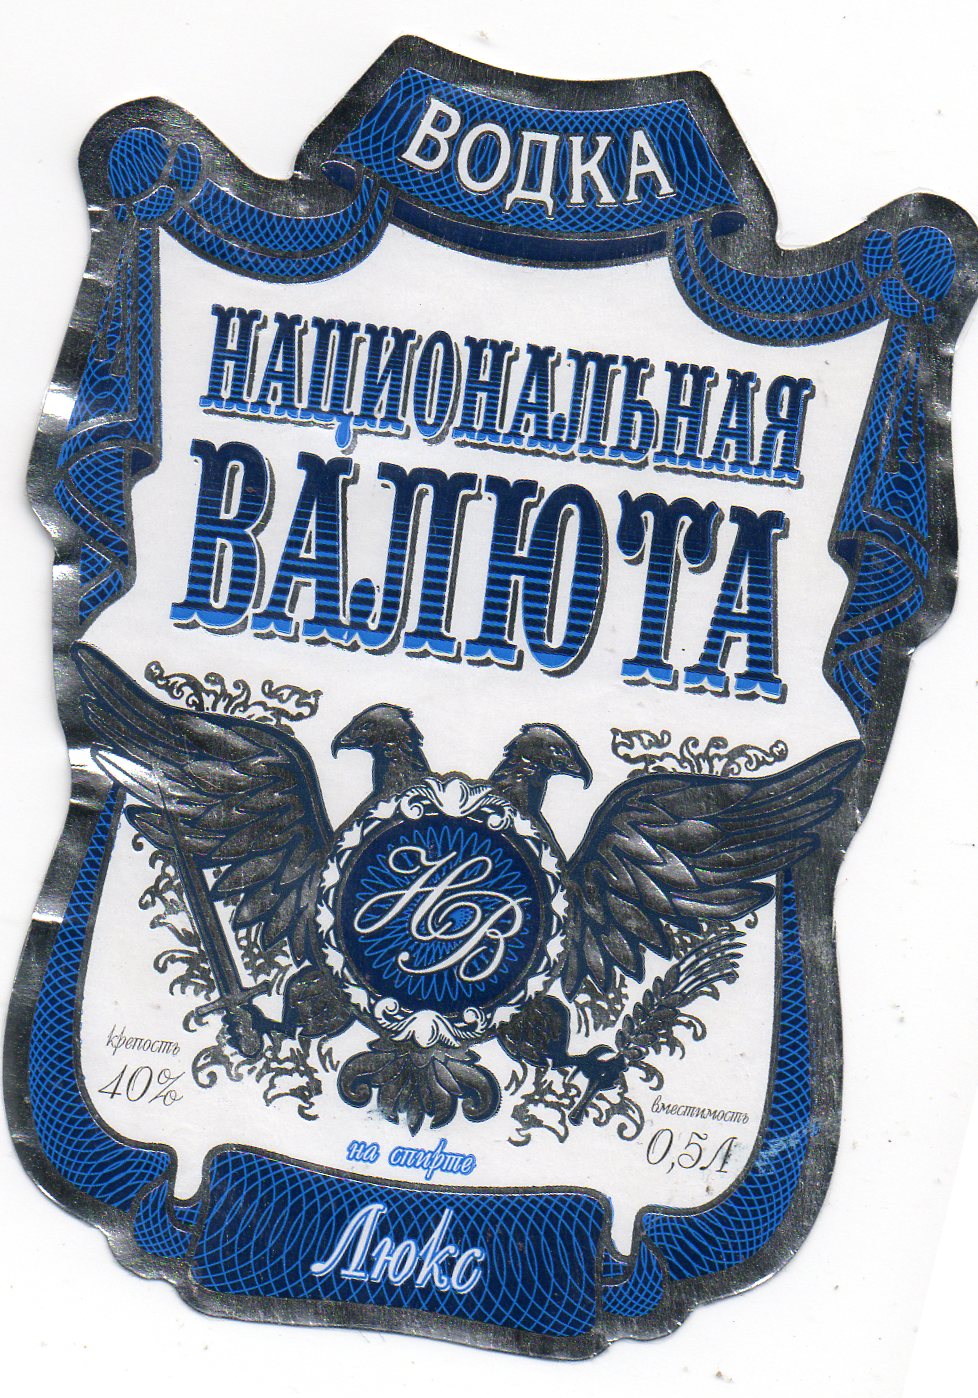 ВОДКА
НАЦИОНАЛЬНАЯ
ВАЛЮТА
НВ
крепость
40%
вместимость
0,5Л
на спирте
Люкс